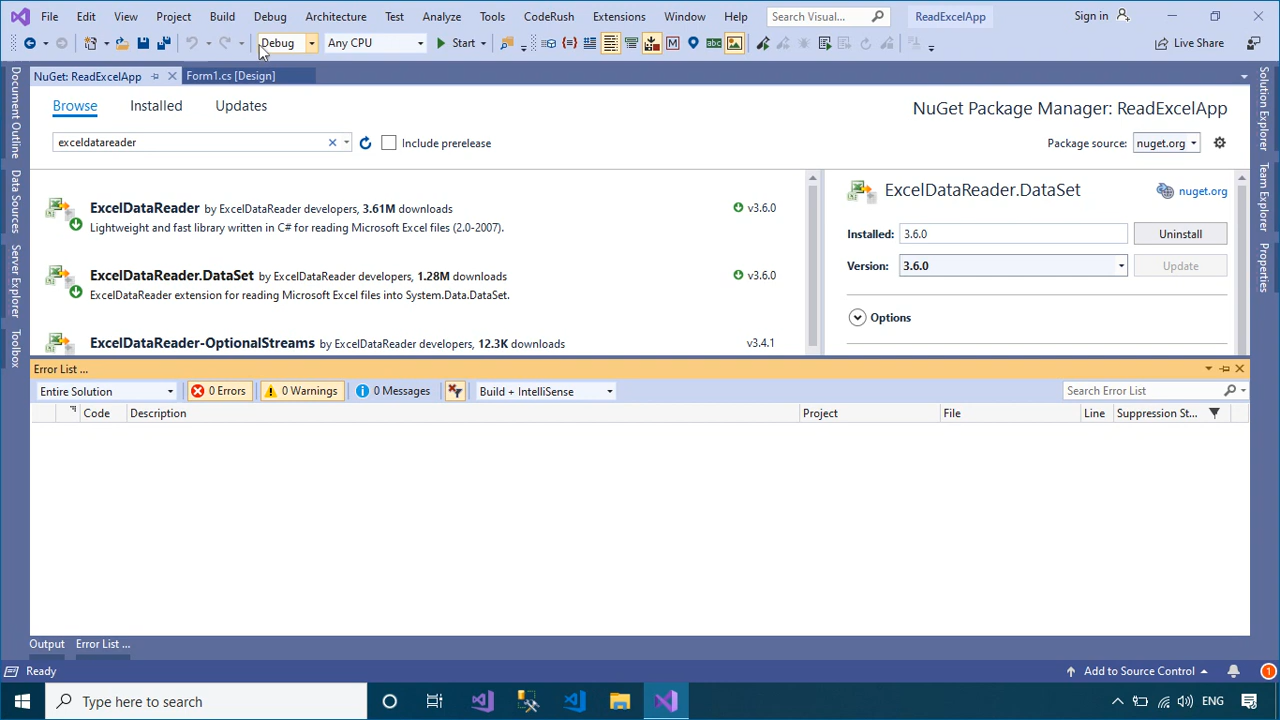 File Edit View Project Build Debug Architecture Test Analyze Tools CodeRush Extensions Window Help Search Visual... ReadExcelApp Sign in
Debug Any CPU Start Live Share
NuGet: ReadExcelApp Form1.cs [Design]
Browse Installed Updates NuGet Package Manager: ReadExcelApp
exceldatareader Include prerelease Package source: nuget.org
ExcelDataReader by ExcelDataReader developers, 3.61M downloads v3.6.0
Lightweight and fast library written in C# for reading Microsoft Excel files (2.0-2007).
ExcelDataReader.DataSet by ExcelDataReader developers, 1.28M downloads v3.6.0
ExcelDataReader extension for reading Microsoft Excel files into System.Data.DataSet.
ExcelDataReader-OptionalStreams by ExcelDataReader developers, 12.3K downloads v3.4.1
ExcelDataReader.DataSet nuget.org
Installed: 3.6.0 Uninstall
Version: 3.6.0 Update
Options
Document Outline
Data Sources
Server Explorer
Toolbox
Solution Explorer
Team Explorer
Properties
Error List ...
Entire Solution 0 Errors 0 Warnings 0 Messages Build + IntelliSense Search Error List
Code Description Project File Line Suppression St...
Output Error List ...
Ready Add to Source Control 1
Type here to search ENG